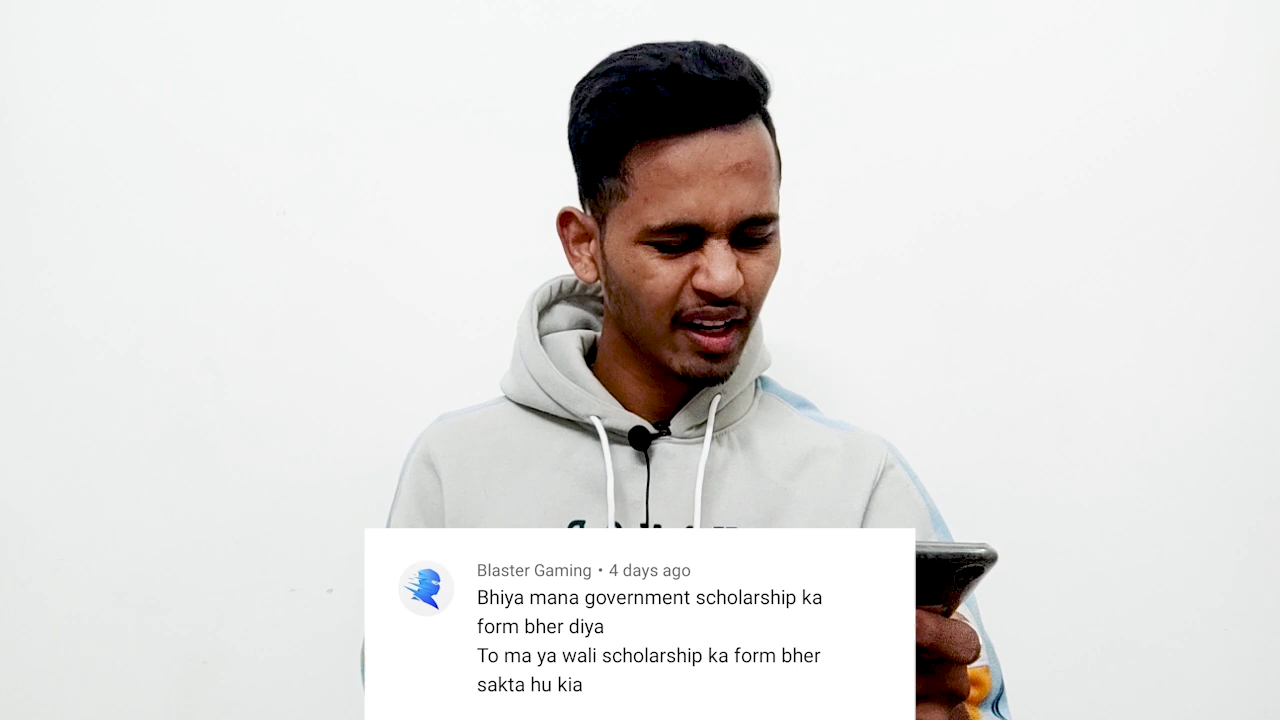 Blaster Gaming • 4 days ago
Bhiya mana government scholarship ka
form bher diya
To ma ya wali scholarship ka form bher
sakta hu kia